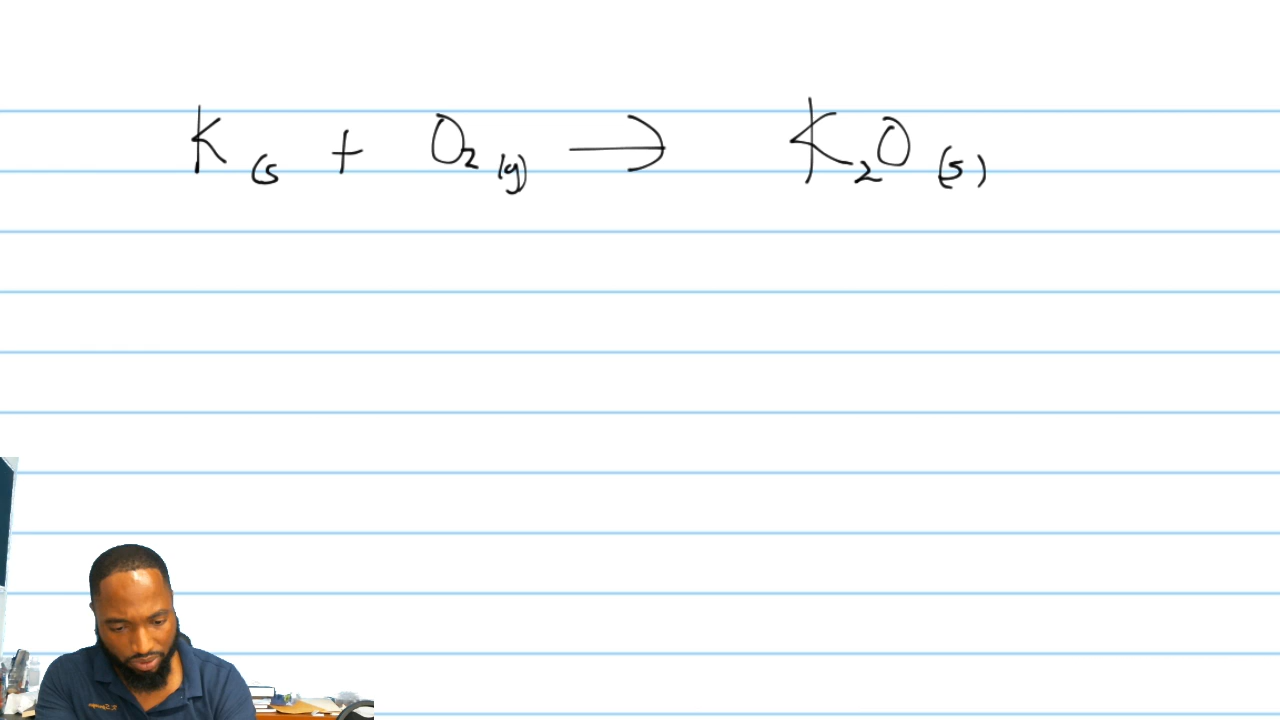 K (s + O₂ (g) → K₂O (s)